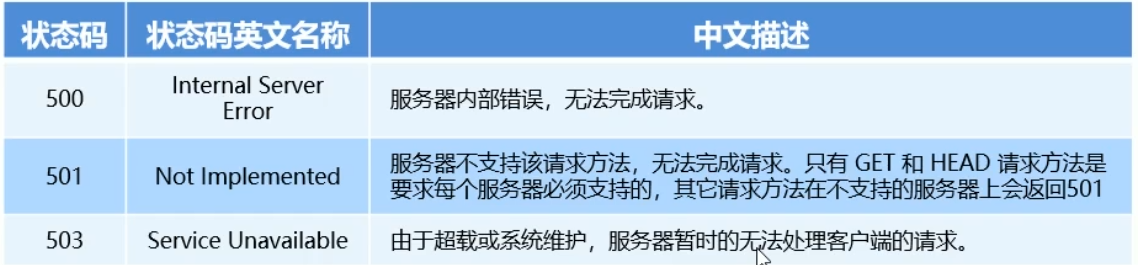 状态码 状态码英文名称 中文描述
500 Internal Server Error 服务器内部错误，无法完成请求。
501 Not Implemented 服务器不支持该请求方法，无法完成请求。只有 GET 和 HEAD 请求方法是
要求每个服务器必须支持的，其它请求方法在不支持的服务器上会返回501
503 Service Unavailable 由于超载或系统维护，服务器暂时的无法处理客户端的请求。